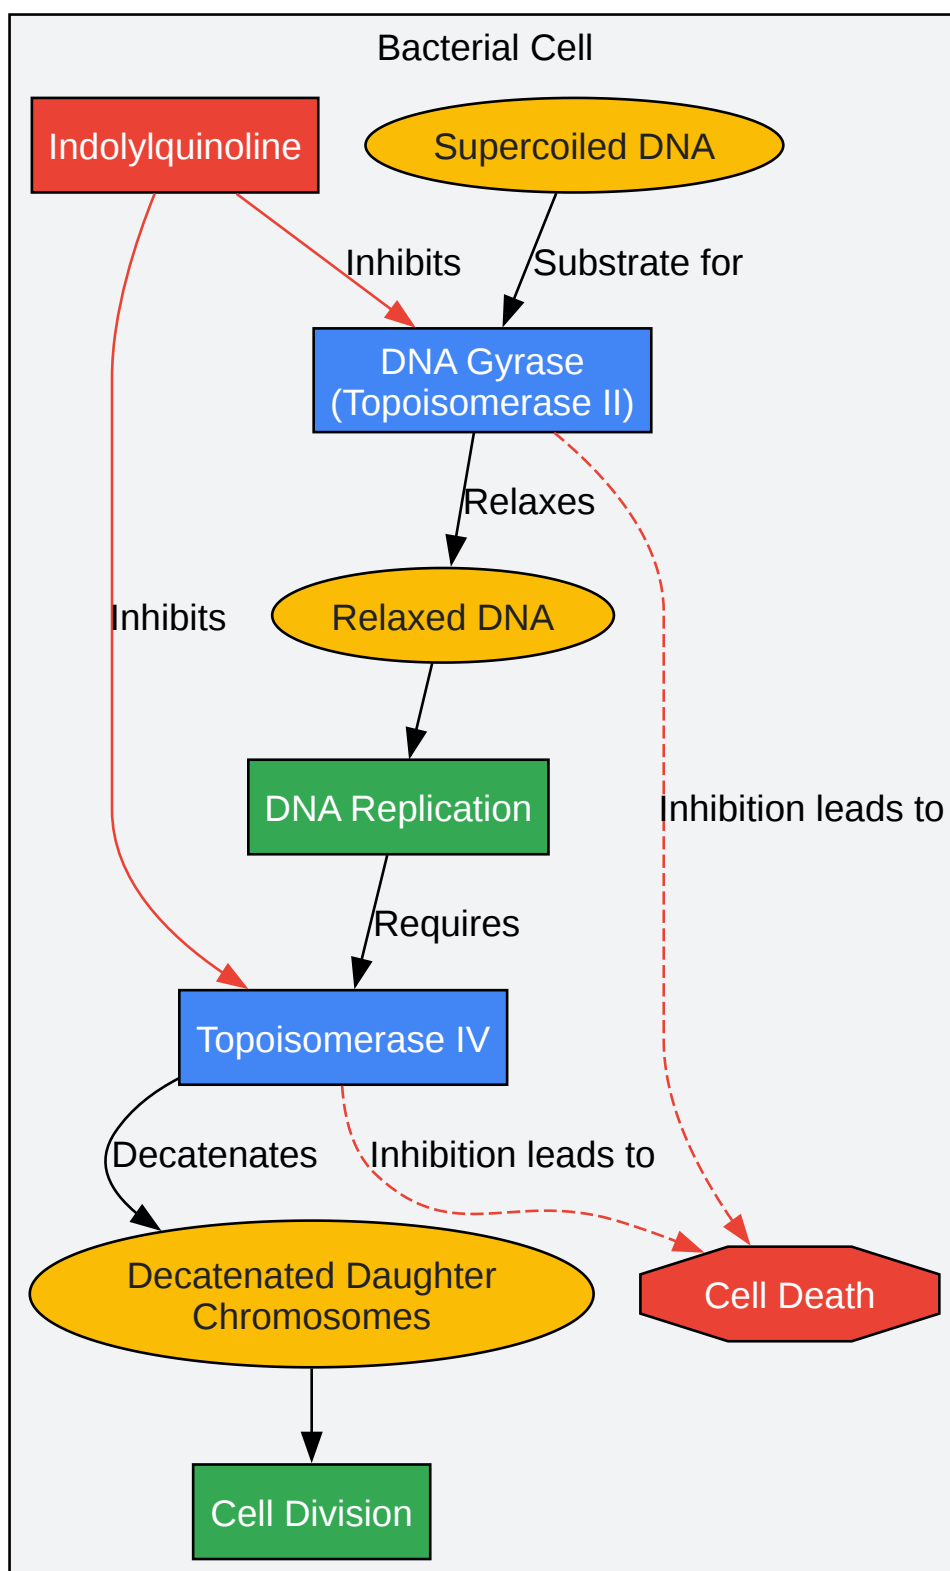 Bacterial Cell
Indolylquinoline
Supercoiled DNA
Inhibits
Substrate for
DNA Gyrase
(Topoisomerase II)
Relaxes
Inhibits
Relaxed DNA
DNA Replication
Inhibition leads to
Requires
Topoisomerase IV
Decatenates
Inhibition leads to
Decatenated Daughter
Chromosomes
Cell Death
Cell Division